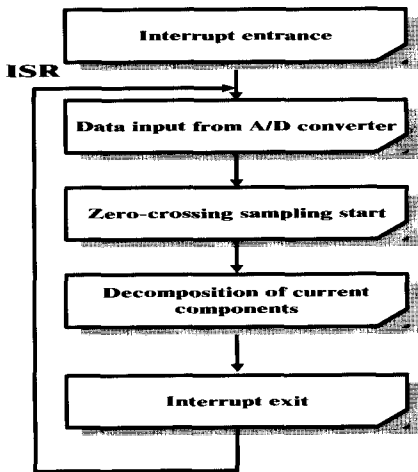 Interrupt entrance
ISR
Data input from A/D converter
Zero-crossing sampling start
Decomposition of current
components
Interrupt exit